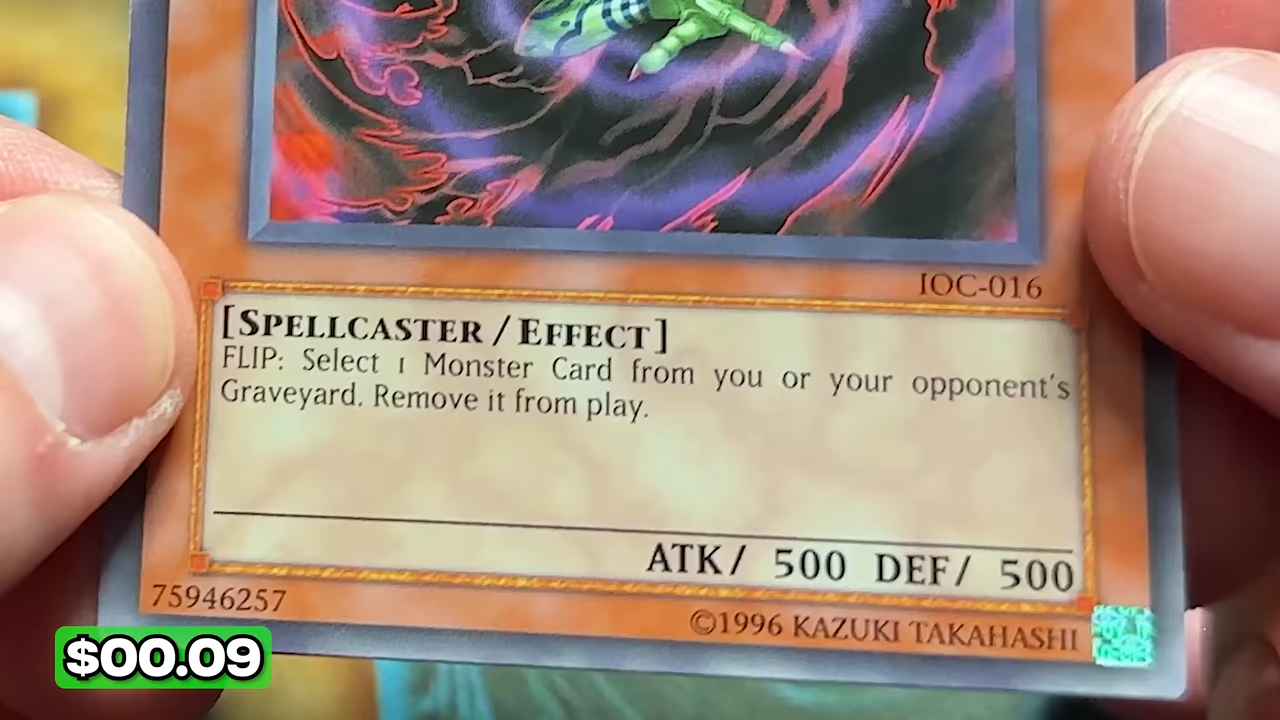 IOC-016
[SPELLCASTER / EFFECT]
FLIP: Select 1 Monster Card from you or your opponent's
Graveyard. Remove it from play.
ATK/ 500 DEF/ 500
75946257
©1996 KAZUKI TAKAHASHI
$00.09